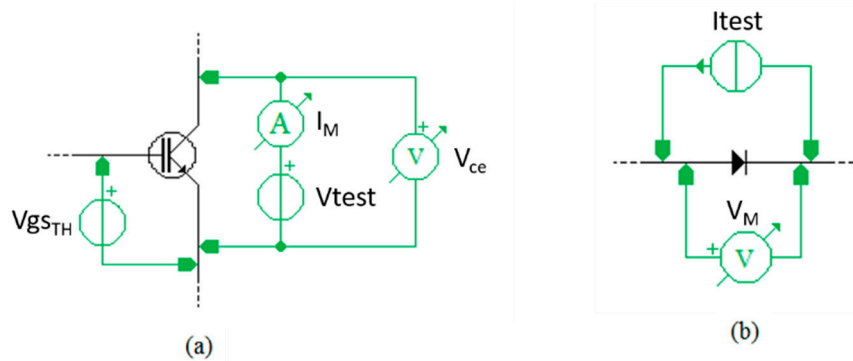 Itest
A
I_M
V
V_ce
Vtest
Vgs_TH
V_M
V
(a)
(b)